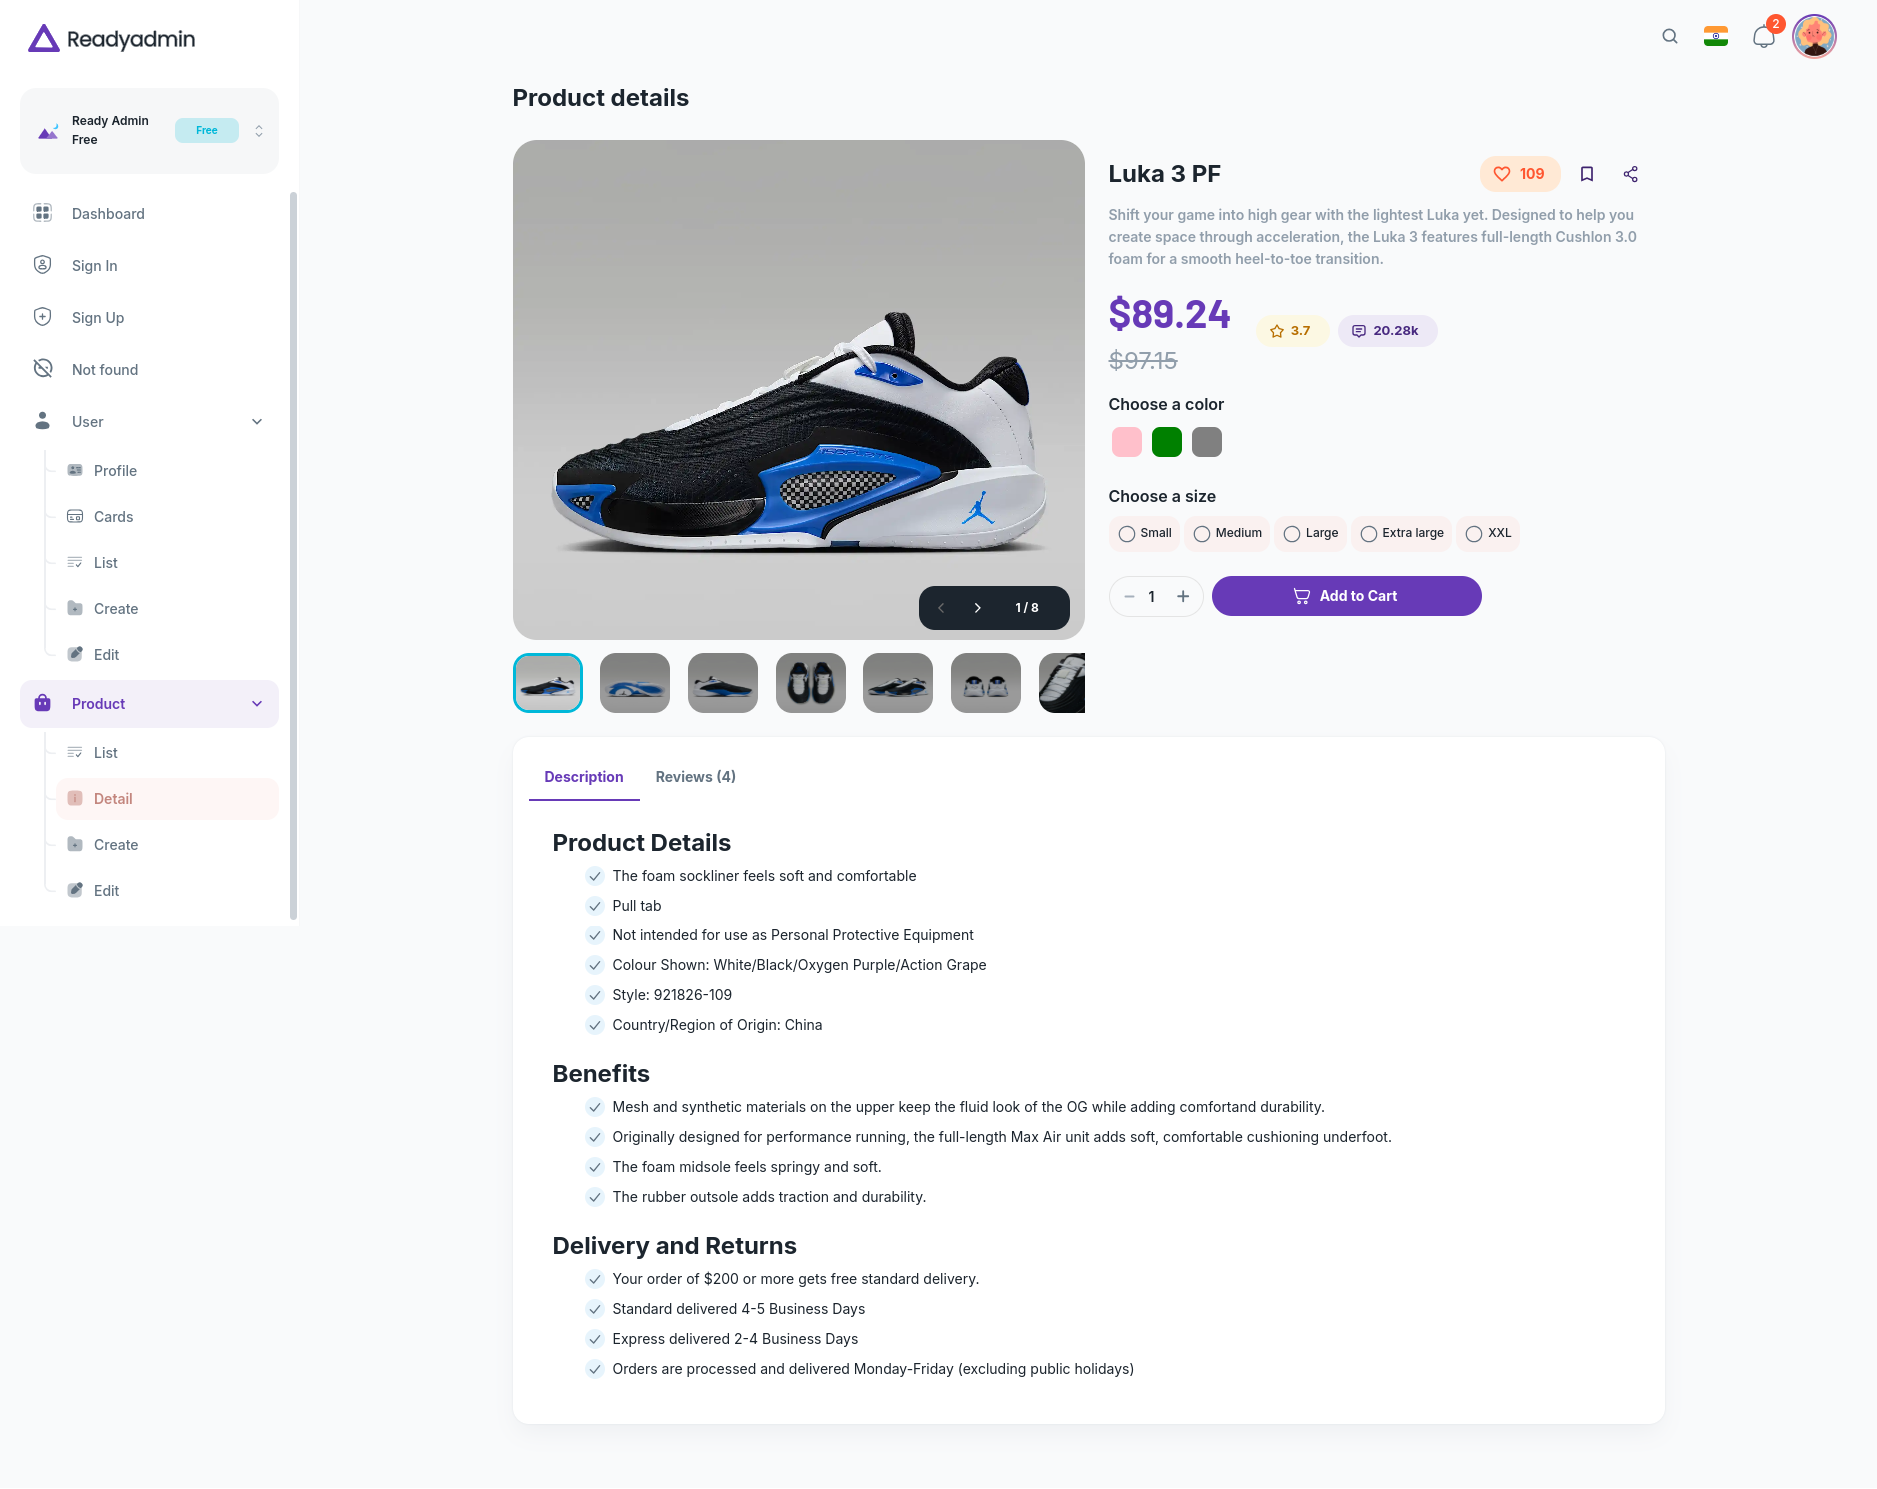 Readyadmin
2
Ready Admin
Free
Free
Dashboard
Sign In
Sign Up
Not found
User
Profile
Cards
List
Create
Edit
Product
List
Detail
Create
Edit
Product details
1 / 8
Luka 3 PF
109
Shift your game into high gear with the lightest Luka yet. Designed to help you
create space through acceleration, the Luka 3 features full-length Cushlon 3.0
foam for a smooth heel-to-toe transition.
$89.24
3.7
20.28k
$97.15
Choose a color
Choose a size
Small
Medium
Large
Extra large
XXL
1
Add to Cart
Description
Reviews (4)
Product Details
The foam sockliner feels soft and comfortable
Pull tab
Not intended for use as Personal Protective Equipment
Colour Shown: White/Black/Oxygen Purple/Action Grape
Style: 921826-109
Country/Region of Origin: China
Benefits
Mesh and synthetic materials on the upper keep the fluid look of the OG while adding comfortand durability.
Originally designed for performance running, the full-length Max Air unit adds soft, comfortable cushioning underfoot.
The foam midsole feels springy and soft.
The rubber outsole adds traction and durability.
Delivery and Returns
Your order of $200 or more gets free standard delivery.
Standard delivered 4-5 Business Days
Express delivered 2-4 Business Days
Orders are processed and delivered Monday-Friday (excluding public holidays)